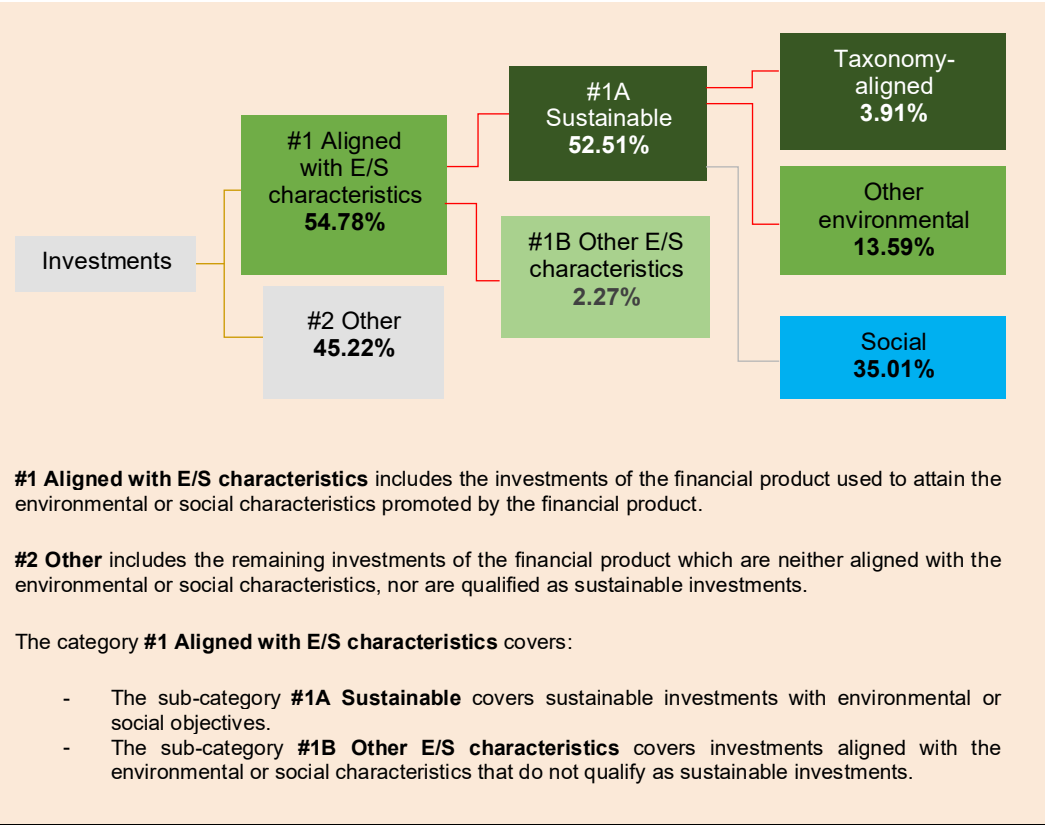 Investments
#1 Aligned
with E/S
characteristics
54.78%
#2 Other
45.22%
#1A
Sustainable
52.51%
#1B Other E/S
characteristics
2.27%
Taxonomy-
aligned
3.91%
Other
environmental
13.59%
Social
35.01%
#1 Aligned with E/S characteristics includes the investments of the financial product used to attain the
environmental or social characteristics promoted by the financial product.
#2 Other includes the remaining investments of the financial product which are neither aligned with the
environmental or social characteristics, nor are qualified as sustainable investments.
The category #1 Aligned with E/S characteristics covers:
- The sub-category #1A Sustainable covers sustainable investments with environmental or
social objectives.
- The sub-category #1B Other E/S characteristics covers investments aligned with the
environmental or social characteristics that do not qualify as sustainable investments.